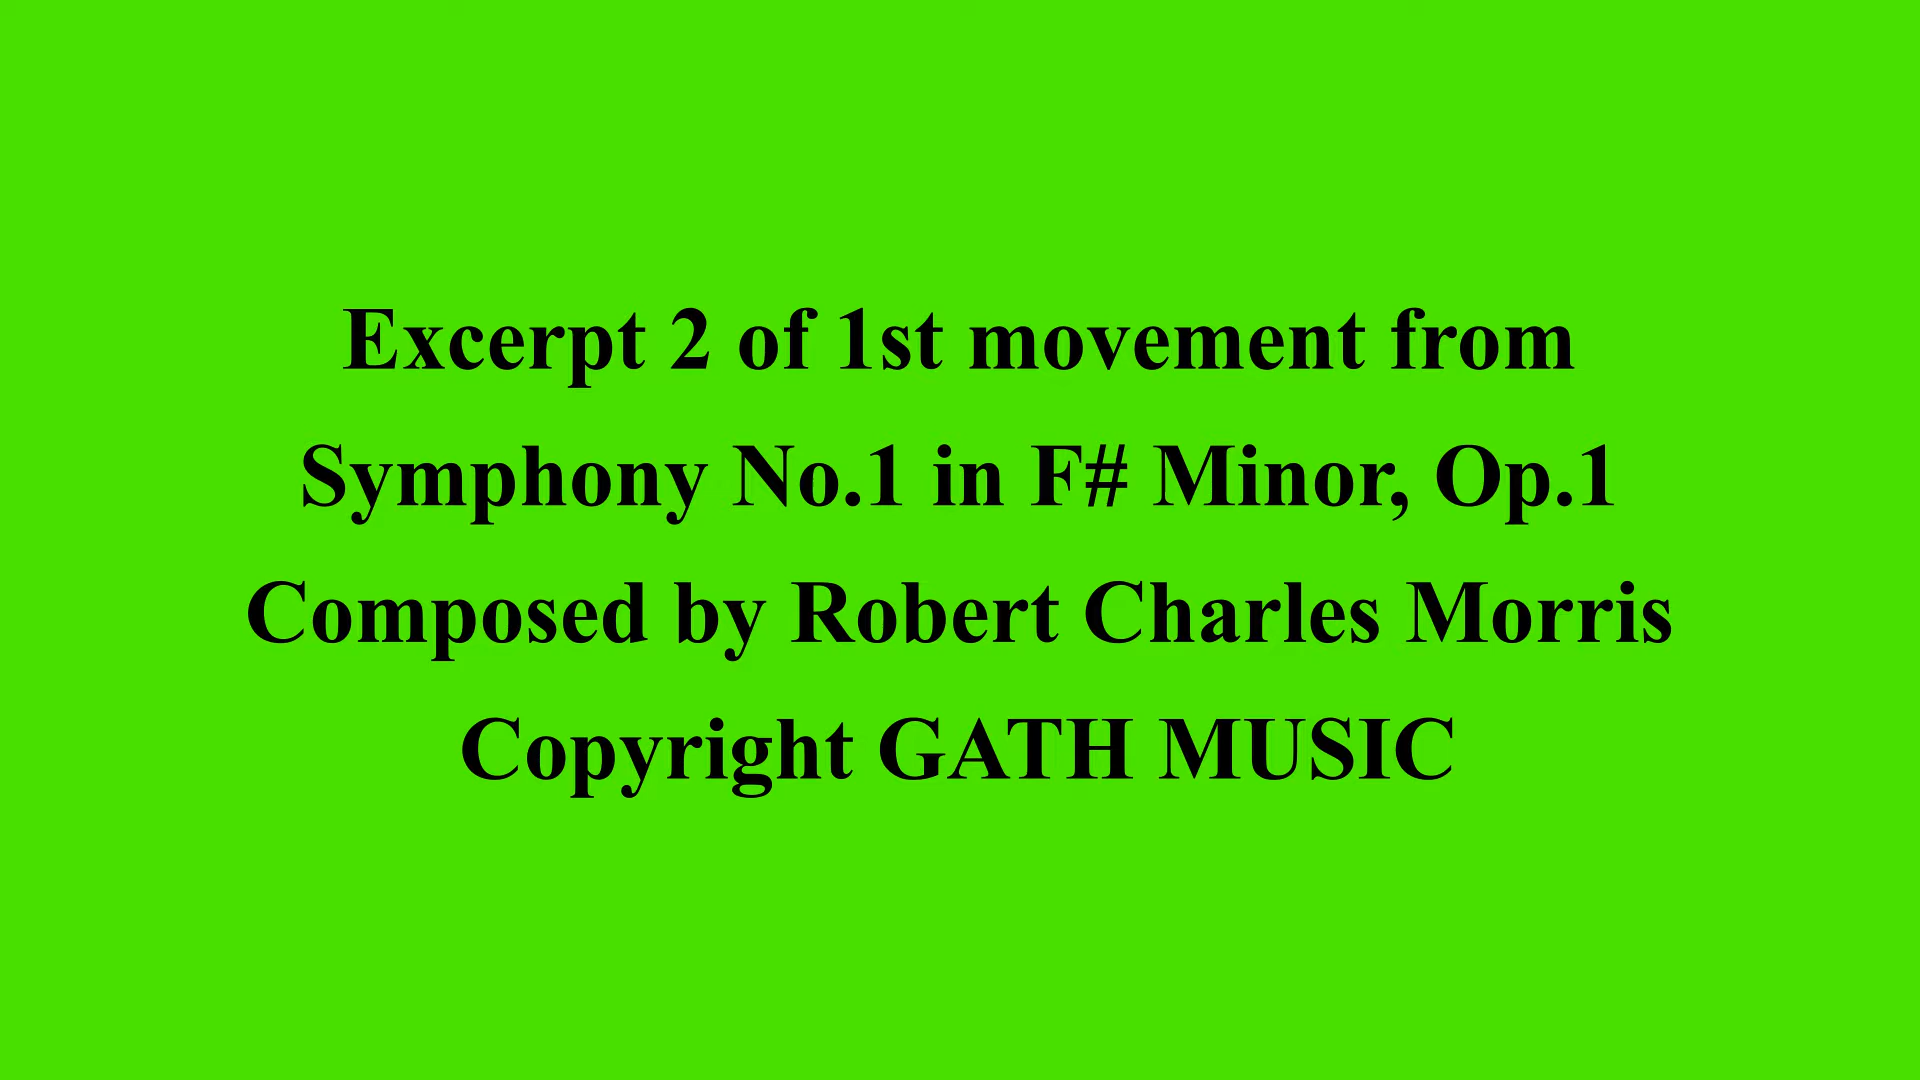 Excerpt 2 of 1st movement from
Symphony No.1 in F# Minor, Op.1
Composed by Robert Charles Morris
Copyright GATH MUSIC